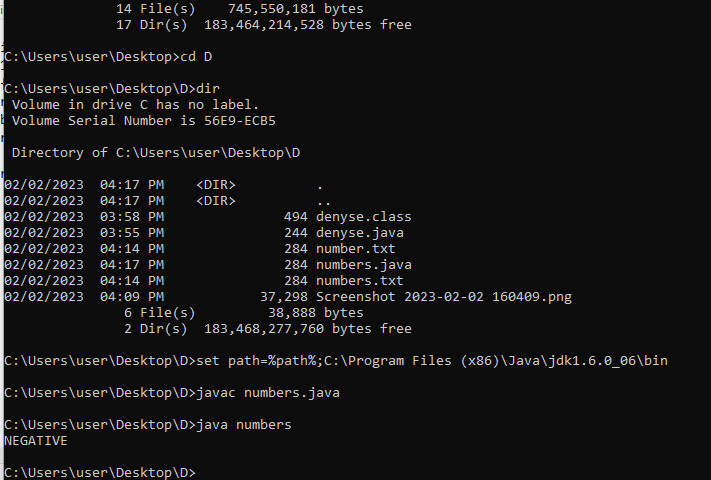 14 File(s)    745,550,181 bytes
17 Dir(s)  183,464,214,528 bytes free
C:\Users\user\Desktop>cd D
C:\Users\user\Desktop\D>dir
Volume in drive C has no label.
Volume Serial Number is 56E9-ECB5
Directory of C:\Users\user\Desktop\D
02/02/2023  04:17 PM    <DIR>          .
02/02/2023  04:17 PM    <DIR>          ..
02/02/2023  03:58 PM               494 denyse.class
02/02/2023  03:55 PM               244 denyse.java
02/02/2023  04:14 PM               284 number.txt
02/02/2023  04:17 PM               284 numbers.java
02/02/2023  04:14 PM               284 numbers.txt
02/02/2023  04:09 PM            37,298 Screenshot 2023-02-02 160409.png
6 File(s)         38,888 bytes
2 Dir(s)  183,468,277,760 bytes free
C:\Users\user\Desktop\D>set path=%path%;C:\Program Files (x86)\Java\jdk1.6.0_06\bin
C:\Users\user\Desktop\D>javac numbers.java
C:\Users\user\Desktop\D>java numbers
NEGATIVE
C:\Users\user\Desktop\D>